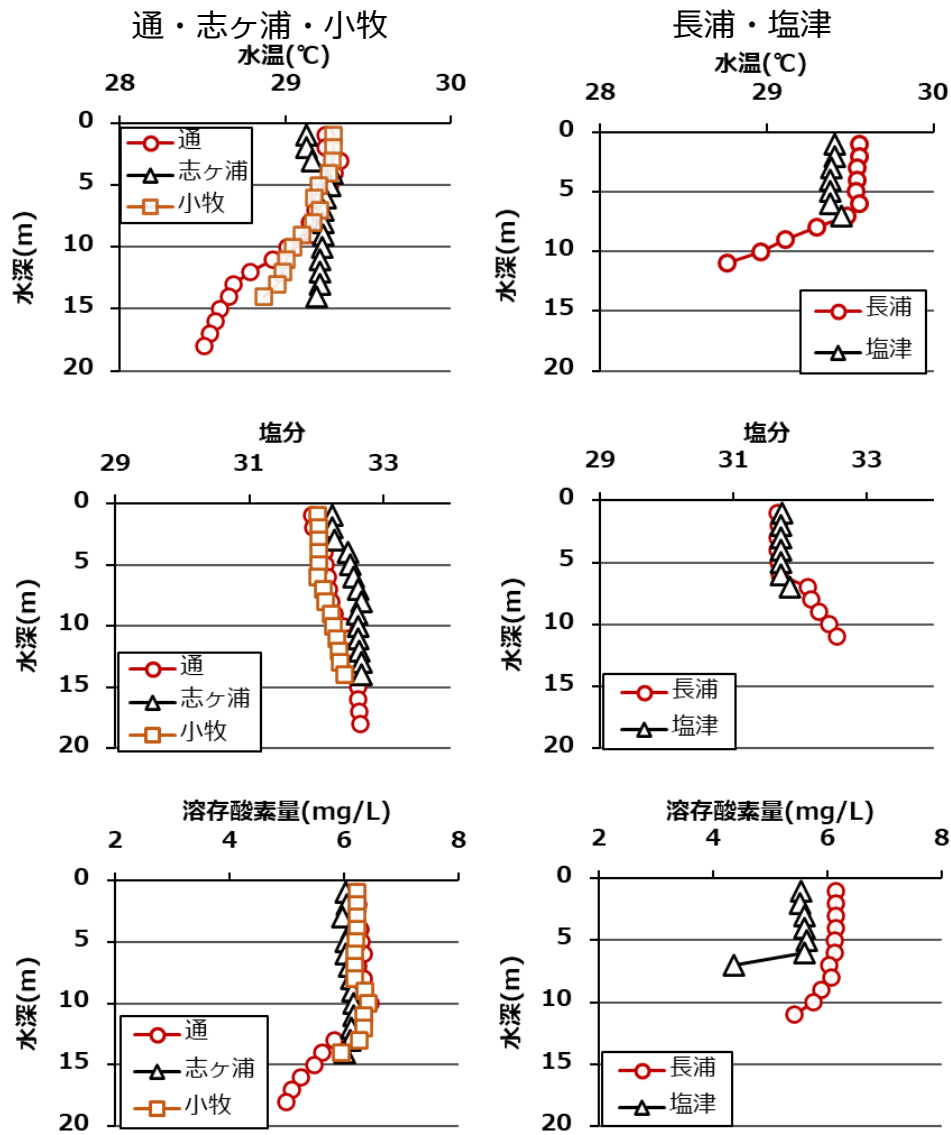 通・志ヶ浦・小牧
水温(℃)
28 29 30
0
5
10
15
20
水深(m)
通
志ヶ浦
小牧
長浦・塩津
水温(℃)
28 29 30
0
5
10
15
20
水深(m)
長浦
塩津
塩分
29 31 33
0
5
10
15
20
水深(m)
通
志ヶ浦
小牧
塩分
29 31 33
0
5
10
15
20
水深(m)
長浦
塩津
溶存酸素量(mg/L)
2 4 6 8
0
5
10
15
20
水深(m)
通
志ヶ浦
小牧
溶存酸素量(mg/L)
2 4 6 8
0
5
10
15
20
水深(m)
長浦
塩津